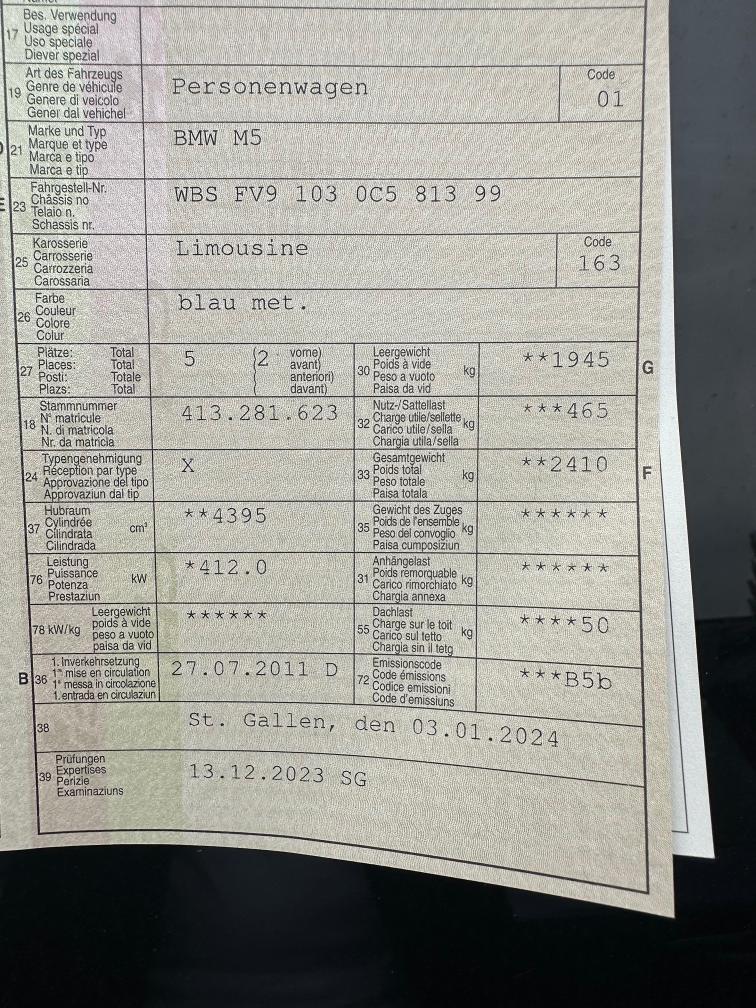 17 Bes. Verwendung
Usage spécial
Uso speciale
Diever spezial
19 Art des Fahrzeugs
Genre de véhicule
Genere di veicolo
Gener dal vehichel
Personenwagen
Code
01
21 Marke und Typ
Marque et type
Marca e tipo
Marca e tip
BMW M5
23 Fahrgestell-Nr.
Châssis no
Telaio n.
Schassis nr.
WBS FV9 103 0C5 813 99
25 Karosserie
Carrosserie
Carrozzeria
Carossaria
Limousine
Code
163
26 Farbe
Couleur
Colore
Colur
blau met.
27 Plätze: Total
Places: Total
Posti: Totale
Plazs: Total
5 (2 vorne)
avant)
anteriori)
davant)
30 Leergewicht
Poids à vide
Peso a vuoto
Paisa da vid
kg
**1945
G
18 Stammnummer
N° matricule
N. di matricola
Nr. da matricla
413.281.623
32 Nutz-/Sattellast
Charge utile/sellette
Carico utile/sella
Chargia utila/sella
kg
***465
24 Typengenehmigung
Réception par type
Approvazione del tipo
Approvaziun dal tip
X
33 Gesamtgewicht
Poids total
Peso totale
Paisa totala
kg
**2410
F
37 Hubraum
Cylindrée
Cilindrata
Cilindrada
cm³
**4395
35 Gewicht des Zuges
Poids de l'ensemble
Peso del convoglio
Paisa cumposiziun
kg
******
76 Leistung
Puissance
Potenza
Prestaziun
kW
*412.0
31 Anhängelast
Poids remorquable
Carico rimorchiato
Chargia annexa
kg
******
78 kW/kg
Leergewicht
poids à vide
peso a vuoto
paisa da vid
******
55 Dachlast
Charge sur le toit
Carico sul tetto
Chargia sin il tetg
kg
****50
B
36 1. Inverkehrsetzung
1re mise en circulation
1a messa in circolazione
1. entrada en circulaziun
27.07.2011 D
72 Emissionscode
Code émissions
Codice emissioni
Code d'emissiuns
***B5b
38
St. Gallen, den 03.01.2024
39 Prüfungen
Expertises
Perizie
Examinaziuns
13.12.2023 SG